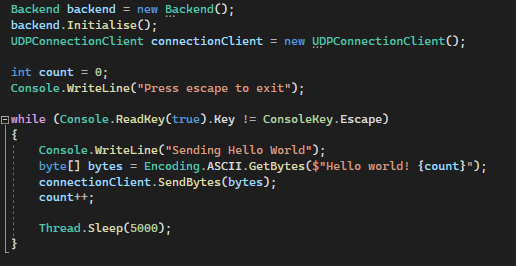 Backend backend = new Backend();
backend.Initialise();
UDPConnectionClient connectionClient = new UDPConnectionClient();
int count = 0;
Console.WriteLine("Press escape to exit");
while (Console.ReadKey(true).Key != ConsoleKey.Escape)
{
Console.WriteLine("Sending Hello World");
byte[] bytes = Encoding.ASCII.GetBytes($"Hello world! {count}");
connectionClient.SendBytes(bytes);
count++;
Thread.Sleep(5000);
}